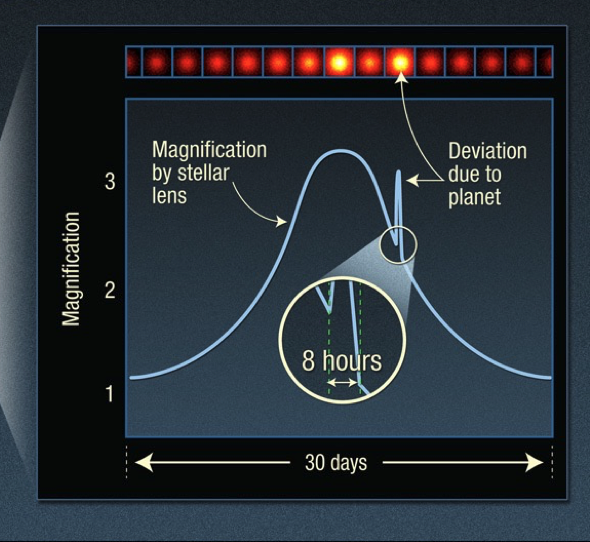 Magnification
by stellar
lens
Deviation
due to
planet
Magnification
3
2
1
8 hours
30 days